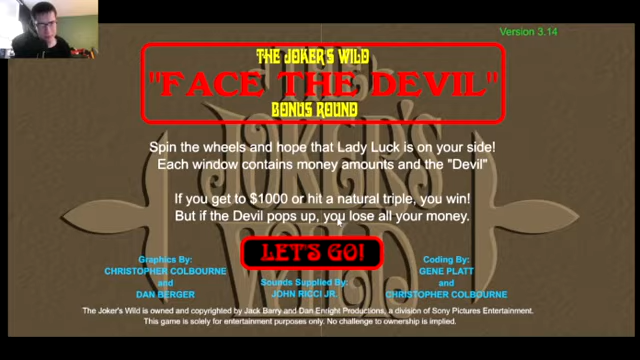 Version 3.14
THE JOKER'S WILD
"FACE THE DEVIL"
BONUS ROUND
THE JOKER'S WILD
Spin the wheels and hope that Lady Luck is on your side!
Each window contains money amounts and the "Devil"
If you get to $1000 or hit a natural triple, you win!
But if the Devil pops up, you lose all your money.
LET'S GO!
Graphics By:
CHRISTOPHER COLBOURNE
and
DAN BERGER
Sounds Supplied By:
JOHN RICCI JR.
Coding By:
GENE PLATT
and
CHRISTOPHER COLBOURNE
The Joker's Wild is owned and copyrighted by Jack Barry and Dan Enright Productions, a division of Sony Pictures Entertainment.
This game is solely for entertainment purposes only. No challenge to ownership is implied.